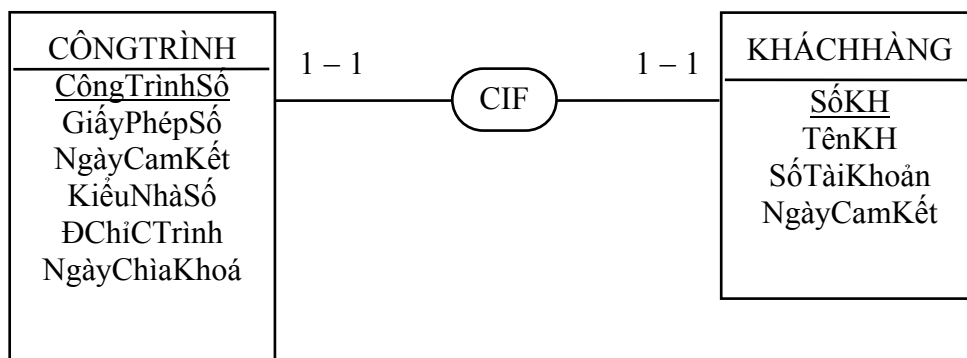 CÔNGTRÌNH
CôngTrìnhSố
GiấyPhépSố
NgàyCamKết
KiểuNhàSố
ĐChỉCTrình
NgàyChìaKhoá
1 – 1
CIF
1 – 1
KHÁCHHÀNG
SốKH
TênKH
SốTàiKhoản
NgàyCamKết